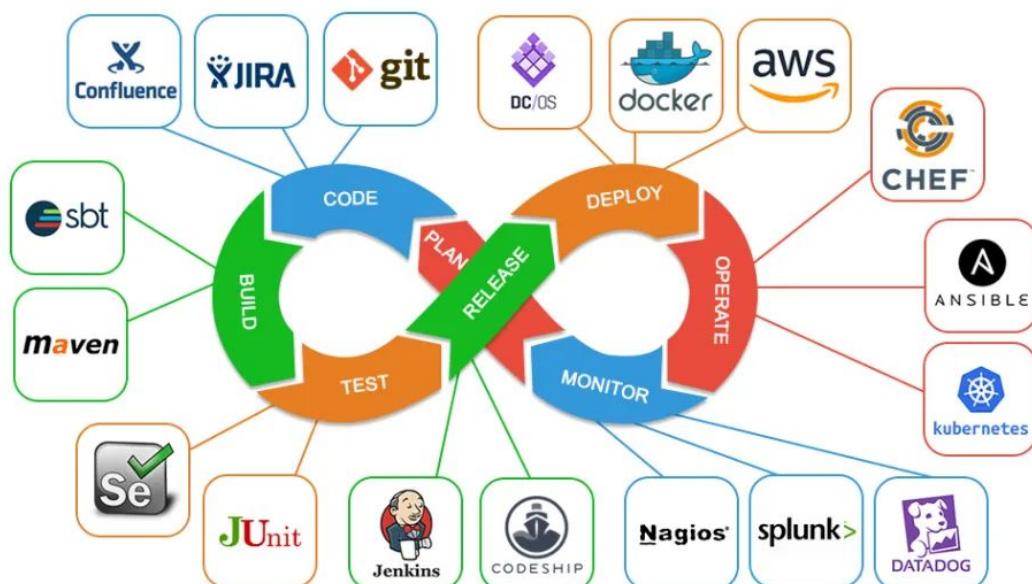 Confluence
JIRA
git
DC/OS
docker
aws
CHEF™
sbt
CODE
DEPLOY
PLAN
RELEASE
BUILD
OPERATE
ANSIBLE
maven
TEST
MONITOR
kubernetes
Se
JUnit
Jenkins
CODESHIP
Nagios®
splunk>
DATADOG